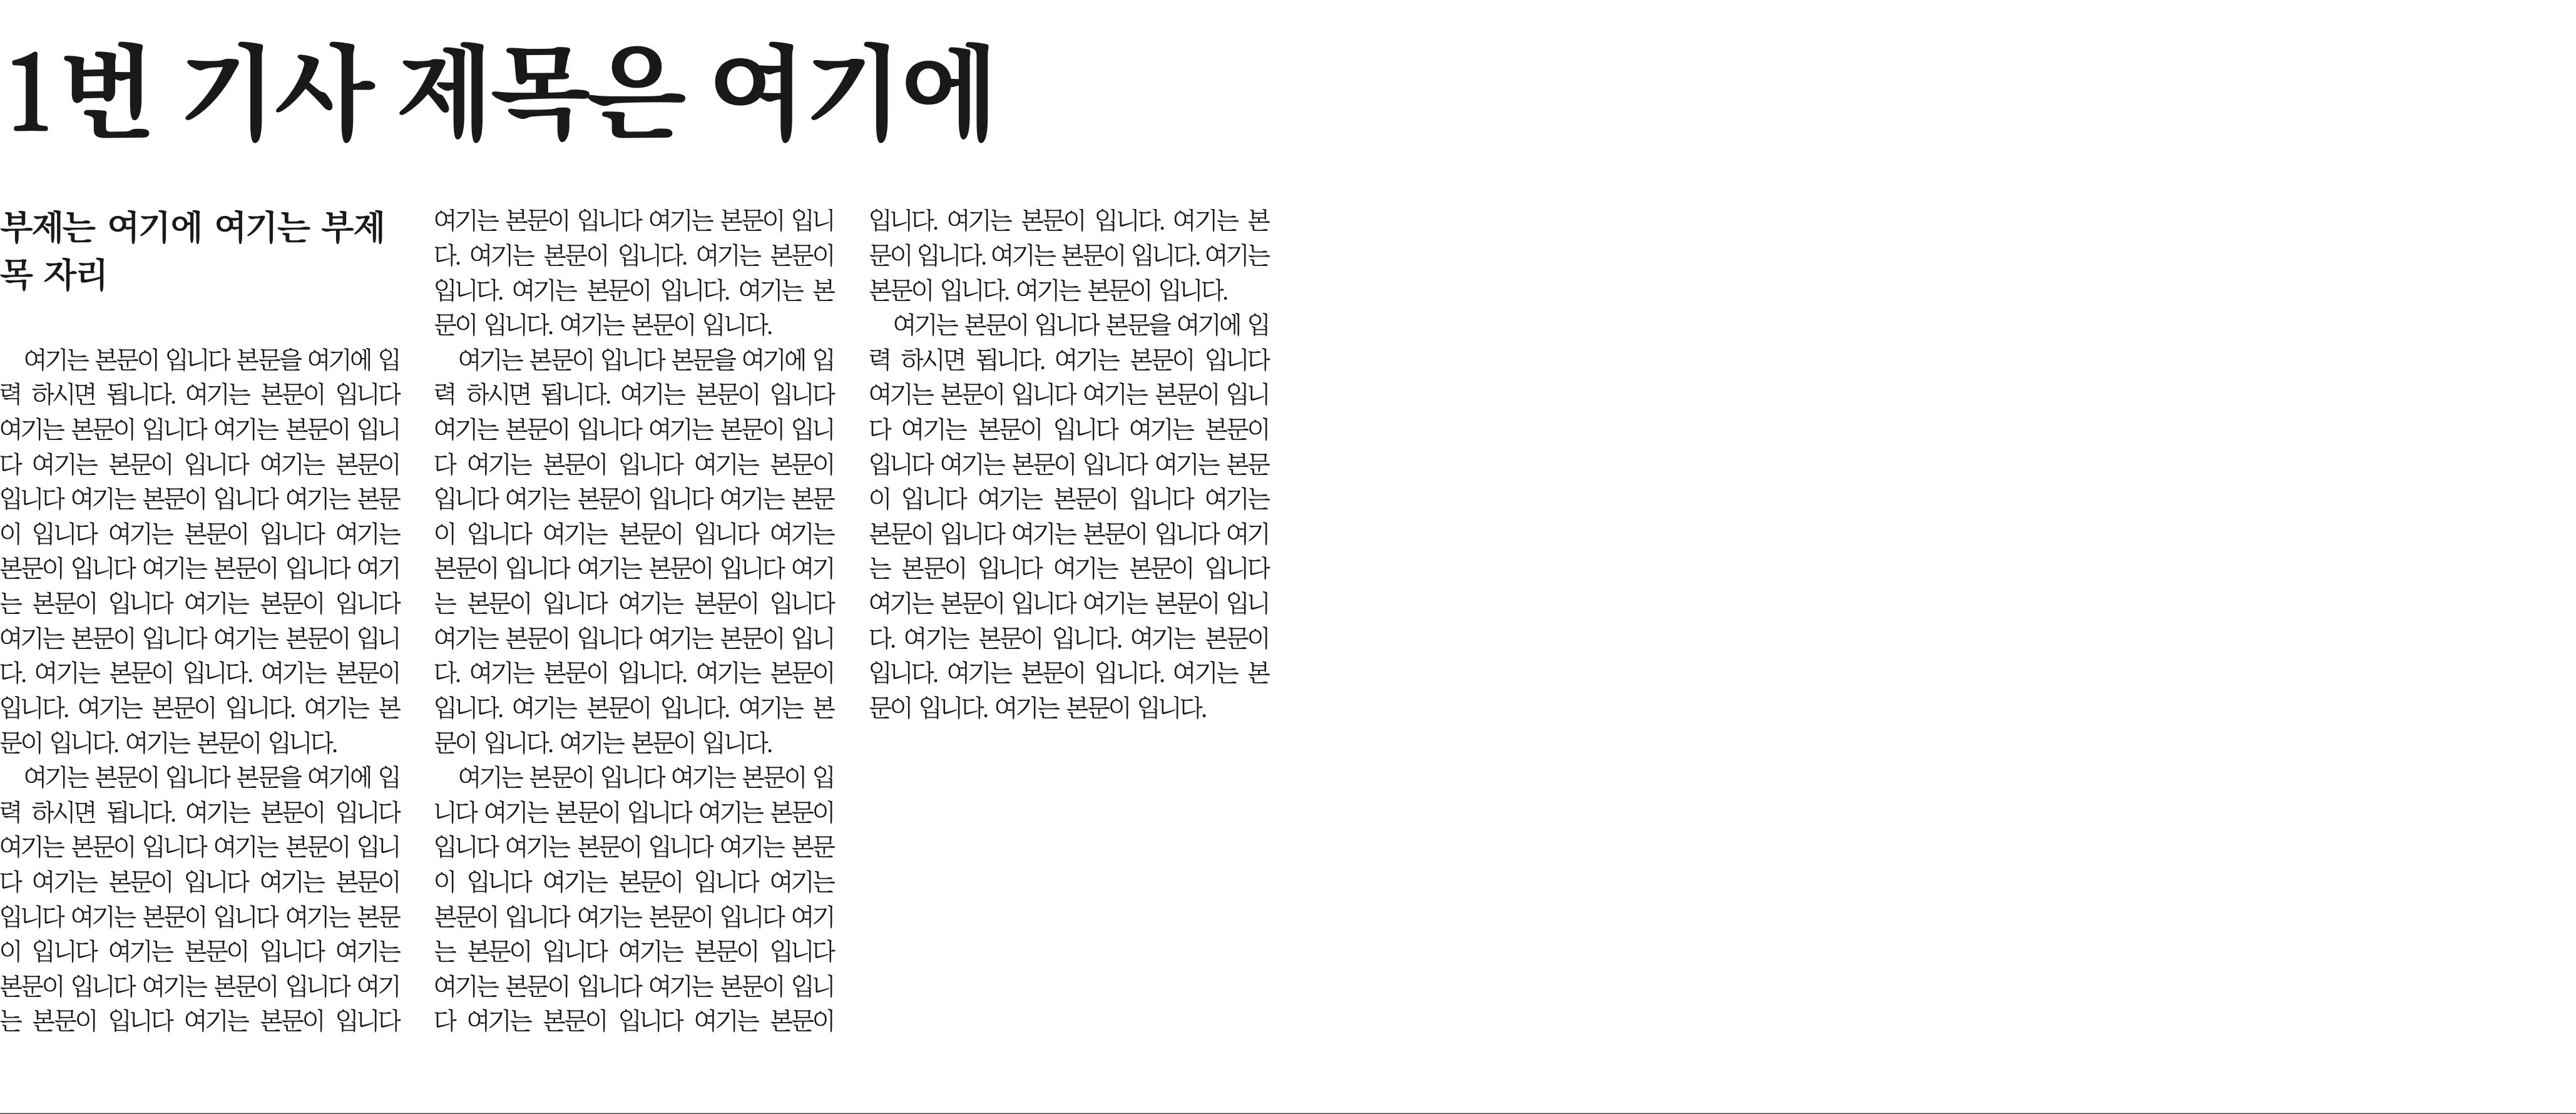 1번 기사 제목은 여기에
부제는 여기에 여기는 부제
목 자리
여기는 본문이 입니다 본문을 여기에 입
력 하시면 됩니다. 여기는 본문이 입니다
여기는 본문이 입니다 여기는 본문이 입니
다 여기는 본문이 입니다 여기는 본문이
입니다 여기는 본문이 입니다 여기는 본문
이 입니다 여기는 본문이 입니다 여기는
본문이 입니다 여기는 본문이 입니다 여기
는 본문이 입니다 여기는 본문이 입니다
여기는 본문이 입니다 여기는 본문이 입니
다. 여기는 본문이 입니다. 여기는 본문이
입니다. 여기는 본문이 입니다. 여기는 본
문이 입니다. 여기는 본문이 입니다.
여기는 본문이 입니다 본문을 여기에 입
력 하시면 됩니다. 여기는 본문이 입니다
여기는 본문이 입니다 여기는 본문이 입니
다 여기는 본문이 입니다 여기는 본문이
입니다 여기는 본문이 입니다 여기는 본문
이 입니다 여기는 본문이 입니다 여기는
본문이 입니다 여기는 본문이 입니다 여기
는 본문이 입니다 여기는 본문이 입니다
여기는 본문이 입니다 여기는 본문이 입니
다. 여기는 본문이 입니다. 여기는 본문이
입니다. 여기는 본문이 입니다. 여기는 본
문이 입니다. 여기는 본문이 입니다.
여기는 본문이 입니다 본문을 여기에 입
력 하시면 됩니다. 여기는 본문이 입니다
여기는 본문이 입니다 여기는 본문이 입니
다 여기는 본문이 입니다 여기는 본문이
입니다 여기는 본문이 입니다 여기는 본문
이 입니다 여기는 본문이 입니다 여기는
본문이 입니다 여기는 본문이 입니다 여기
는 본문이 입니다 여기는 본문이 입니다
여기는 본문이 입니다 여기는 본문이 입니
다. 여기는 본문이 입니다. 여기는 본문이
입니다. 여기는 본문이 입니다. 여기는 본
문이 입니다. 여기는 본문이 입니다.
여기는 본문이 입니다 여기는 본문이 입
니다 여기는 본문이 입니다 여기는 본문이
입니다 여기는 본문이 입니다 여기는 본문
이 입니다 여기는 본문이 입니다 여기는
본문이 입니다 여기는 본문이 입니다 여기
는 본문이 입니다 여기는 본문이 입니다
여기는 본문이 입니다 여기는 본문이 입니
다 여기는 본문이 입니다 여기는 본문이
입니다. 여기는 본문이 입니다. 여기는 본
문이 입니다. 여기는 본문이 입니다. 여기는
본문이 입니다. 여기는 본문이 입니다.
여기는 본문이 입니다 본문을 여기에 입
력 하시면 됩니다. 여기는 본문이 입니다
여기는 본문이 입니다 여기는 본문이 입니
다 여기는 본문이 입니다 여기는 본문이
입니다 여기는 본문이 입니다 여기는 본문
이 입니다 여기는 본문이 입니다 여기는
본문이 입니다 여기는 본문이 입니다 여기
는 본문이 입니다 여기는 본문이 입니다
여기는 본문이 입니다 여기는 본문이 입니
다. 여기는 본문이 입니다. 여기는 본문이
입니다. 여기는 본문이 입니다. 여기는 본
문이 입니다. 여기는 본문이 입니다.